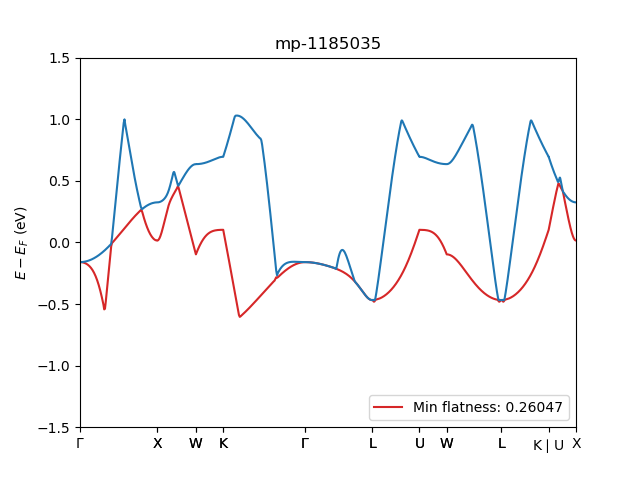 mp-1185035
1.5
1.0
0.5
0.0
−0.5
−1.0
−1.5
E − E_F (eV)
Min flatness: 0.26047
Γ X W K Γ L U W L K | U X